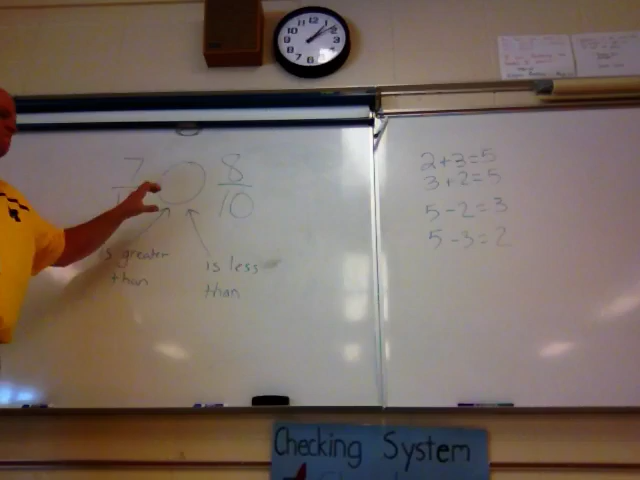 7 8
10
is greater
than
is less
than
2+3=5
3+2=5
5-2=3
5-3=2
Checking System